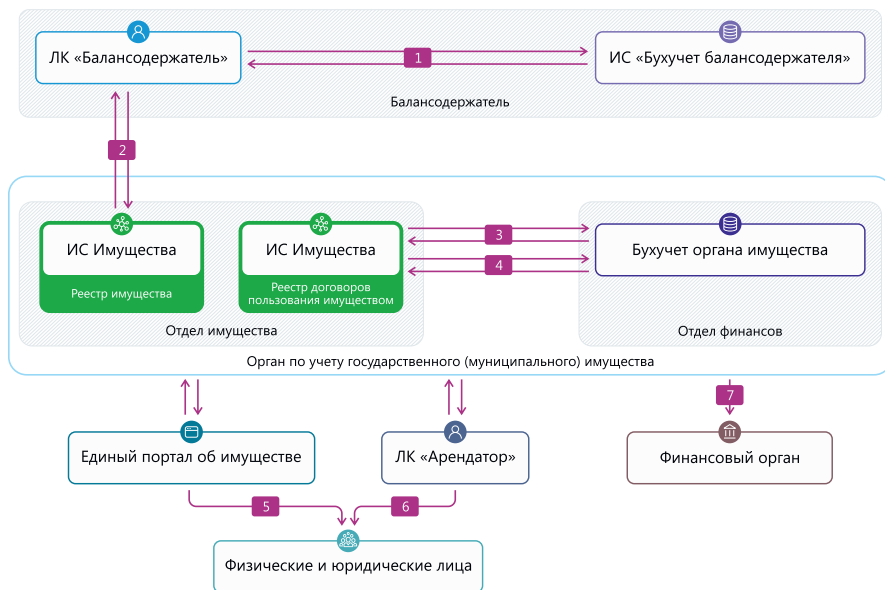 ЛК «Балансодержатель»
1
ИС «Бухучет балансодержателя»
Балансодержатель
2
ИС Имущества
Реестр имущества
ИС Имущества
Реестр договоров
пользования имуществом
Отдел имущества
3
4
Бухучет органа имущества
Отдел финансов
Орган по учету государственного (муниципального) имущества
7
Единый портал об имуществе
ЛК «Арендатор»
Финансовый орган
5
6
Физические и юридические лица